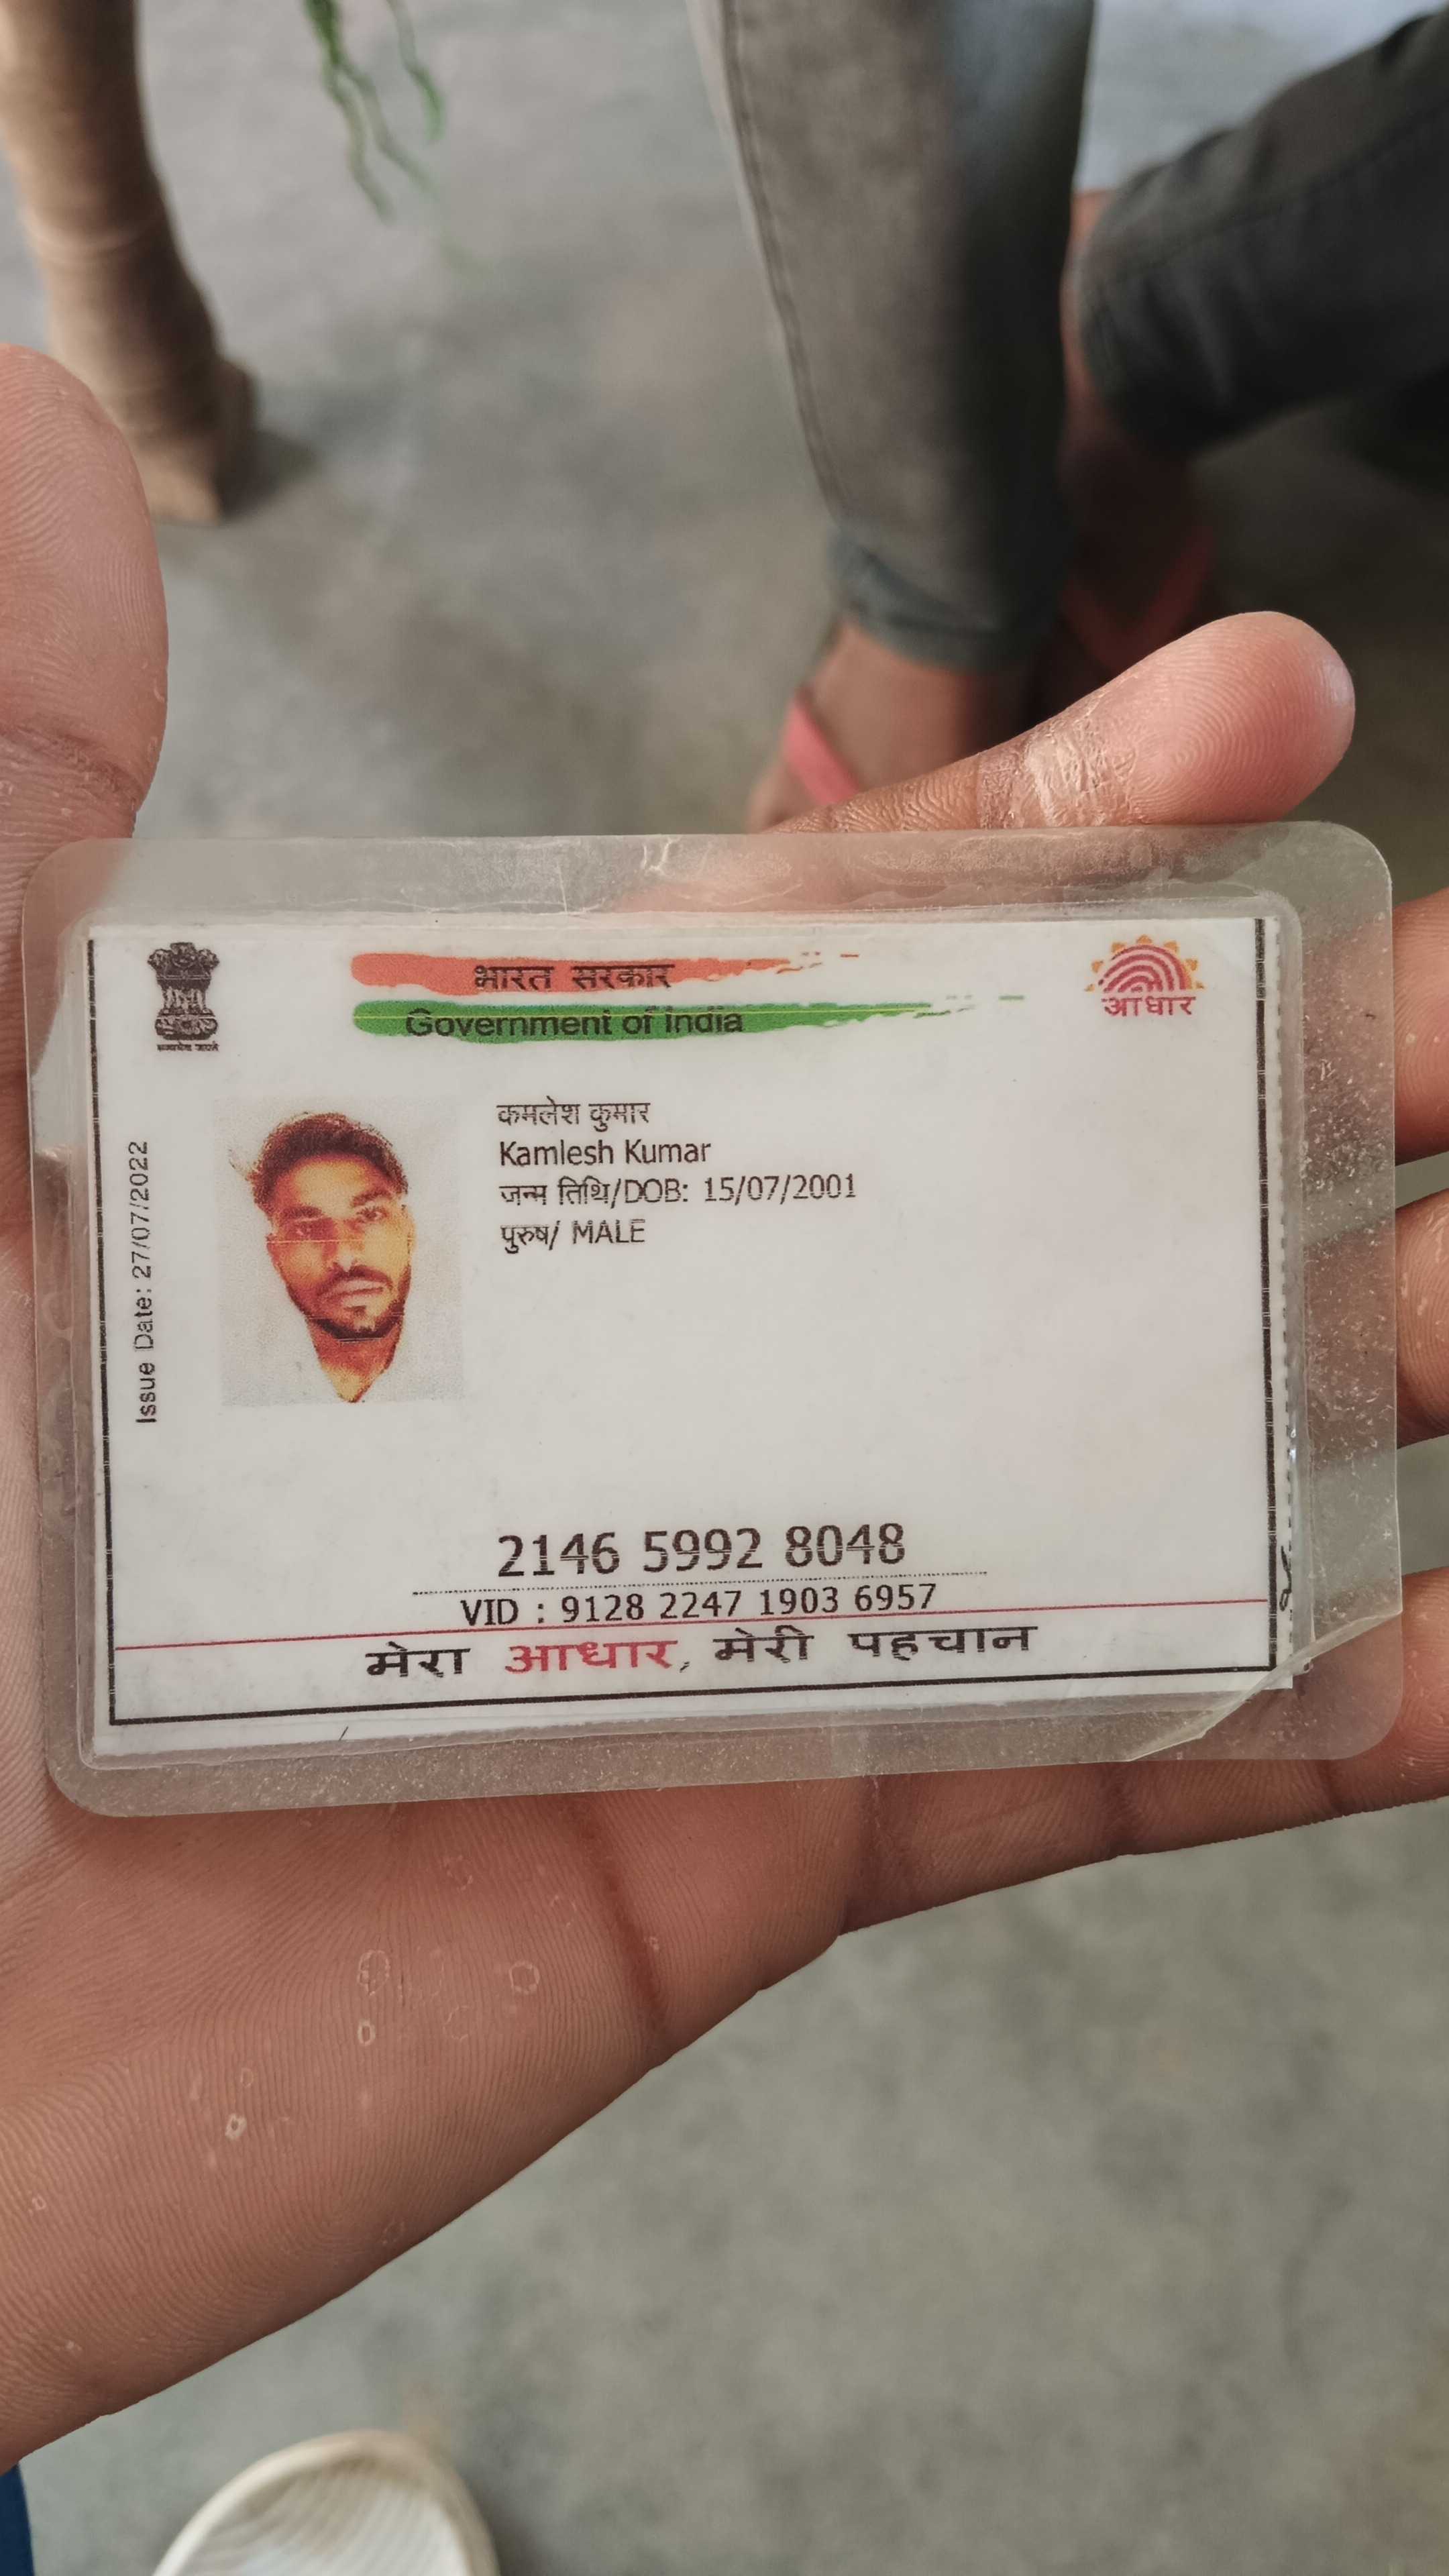 भारत सरकार
Government of India
आधार
सत्यमेव जयते
Issue Date: 27/07/2022
कमलेश कुमार
Kamlesh Kumar
जन्म तिथि/DOB: 15/07/2001
पुरुष/ MALE
2146 5992 8048
VID : 9128 2247 1903 6957
मेरा आधार, मेरी पहचान